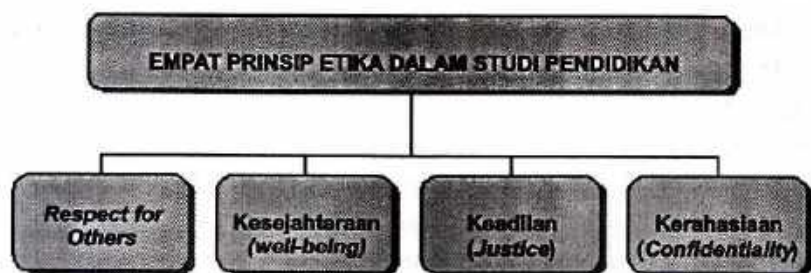 EMPAT PRINSIP ETIKA DALAM STUDI PENDIDIKAN
Respect for
Others
Kesejahteraan
(well-being)
Keadilan
(Justice)
Kerahasiaan
(Confidentiality)